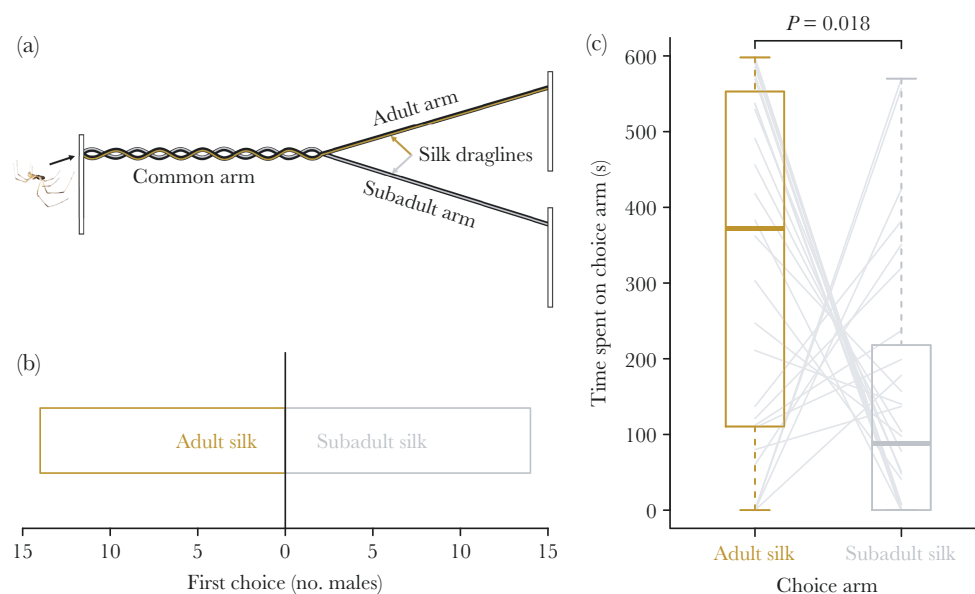 (a)
Adult arm
Silk draglines
Common arm
Subadult arm
(b)
Adult silk
Subadult silk
15
10
5
0
5
10
15
First choice (no. males)
(c)
P = 0.018
600
500
400
300
200
100
0
Time spent on choice arm (s)
Adult silk
Subadult silk
Choice arm